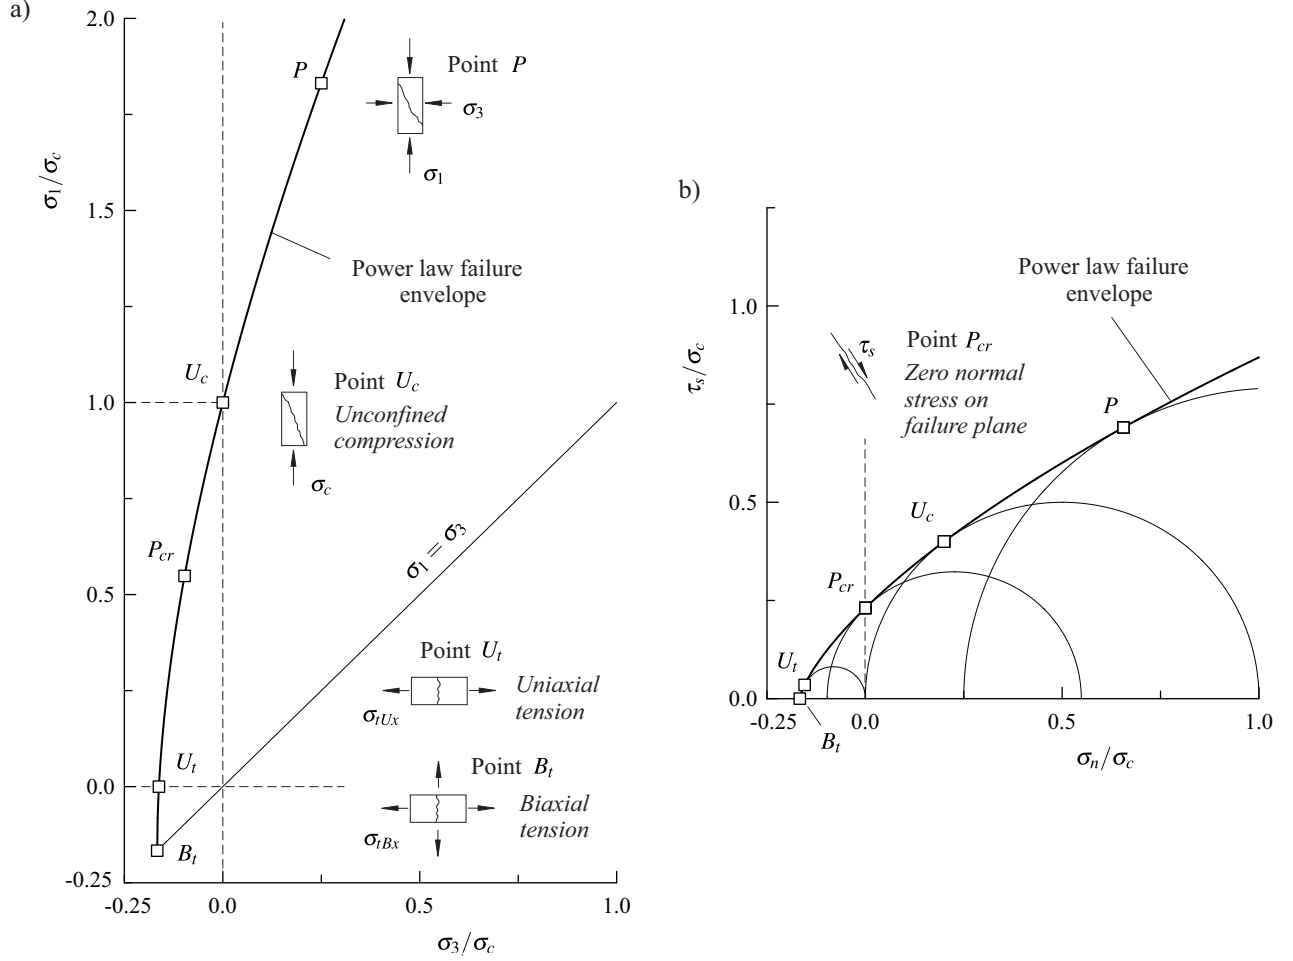 a)
2.0
1.5
1.0
0.5
0.0
-0.25
σ1/σc
-0.25
0.0
0.5
1.0
σ3/σc
P
Point P
σ3
σ1
Power law failure
envelope
Uc
Point Uc
Unconfined
compression
σc
Pcr
σ1 = σ3
Point Ut
Uniaxial
tension
σtUx
Ut
Point Bt
Biaxial
tension
σtBx
Bt
b)
1.0
0.5
0.0
τs/σc
-0.25
0.0
0.5
1.0
σn/σc
Power law failure
envelope
τs
Point Pcr
Zero normal
stress on
failure plane
P
Uc
Pcr
Ut
Bt